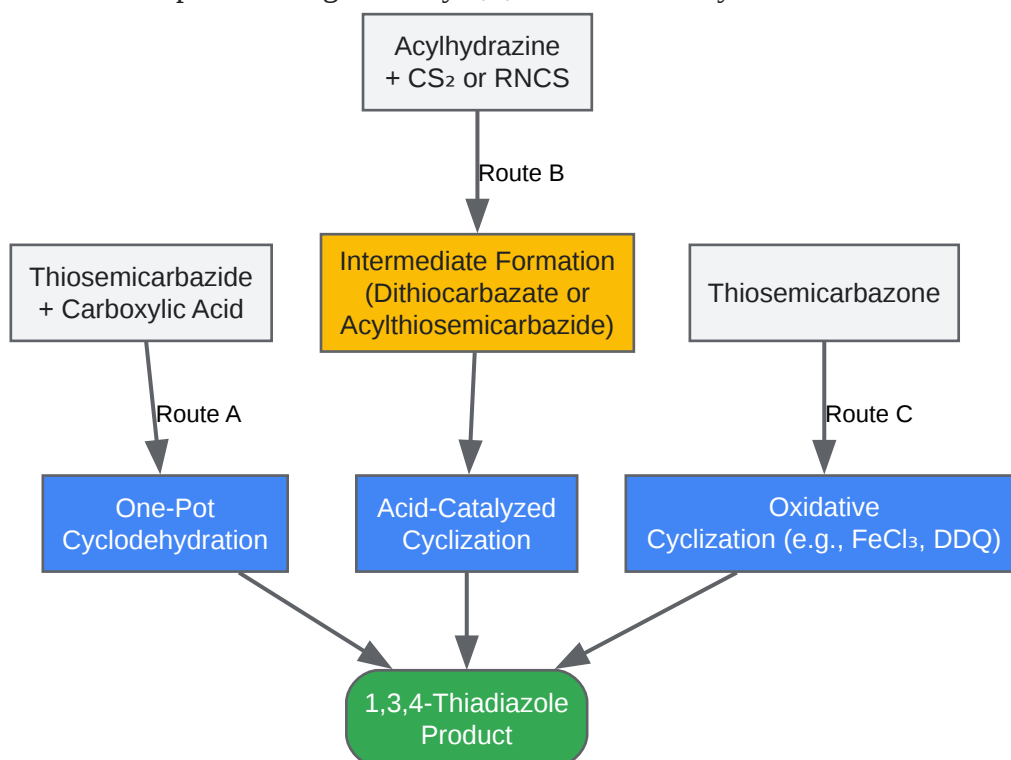 Acylhydrazine
+ CS₂ or RNCS
Route B
Thiosemicarbazide
+ Carboxylic Acid
Intermediate Formation
(Dithiocarbazate or
Acylthiosemicarbazide)
Thiosemicarbazone
Route A
Route C
One-Pot
Cyclodehydration
Acid-Catalyzed
Cyclization
Oxidative
Cyclization (e.g., FeCl₃, DDQ)
1,3,4-Thiadiazole
Product